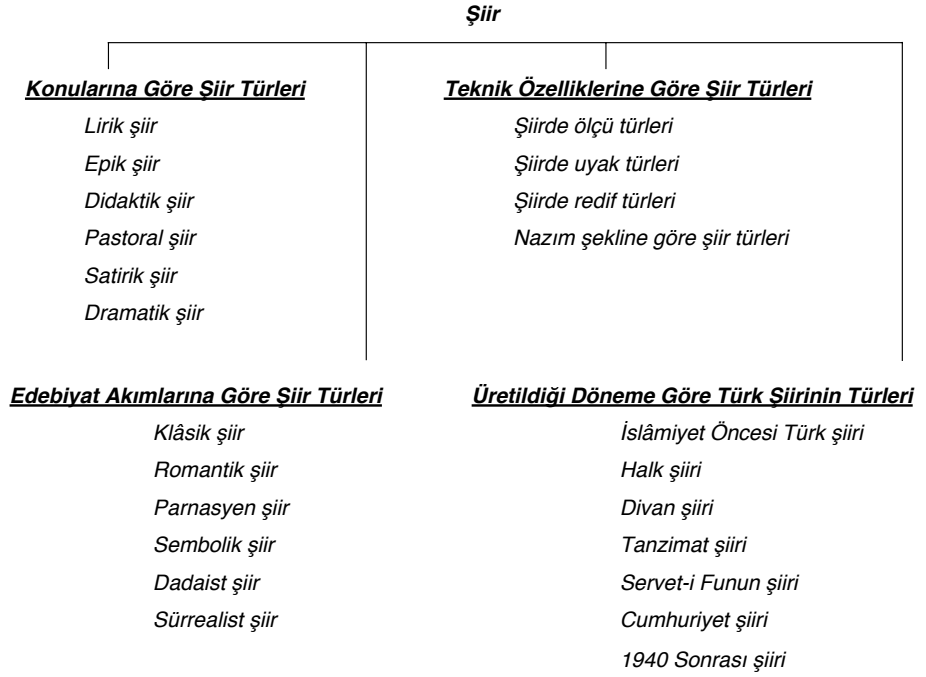 Şiir
Konularına Göre Şiir Türleri
Lirik şiir
Epik şiir
Didaktik şiir
Pastoral şiir
Satirik şiir
Dramatik şiir
Teknik Özelliklerine Göre Şiir Türleri
Şiirde ölçü türleri
Şiirde uyak türleri
Şiirde redif türleri
Nazım şekline göre şiir türleri
Edebiyat Akımlarına Göre Şiir Türleri
Klâsik şiir
Romantik şiir
Parnasyen şiir
Sembolik şiir
Dadaist şiir
Sürrealist şiir
Üretildiği Döneme Göre Türk Şiirinin Türleri
İslâmiyet Öncesi Türk şiiri
Halk şiiri
Divan şiiri
Tanzimat şiiri
Servet-i Funun şiiri
Cumhuriyet şiiri
1940 Sonrası şiiri